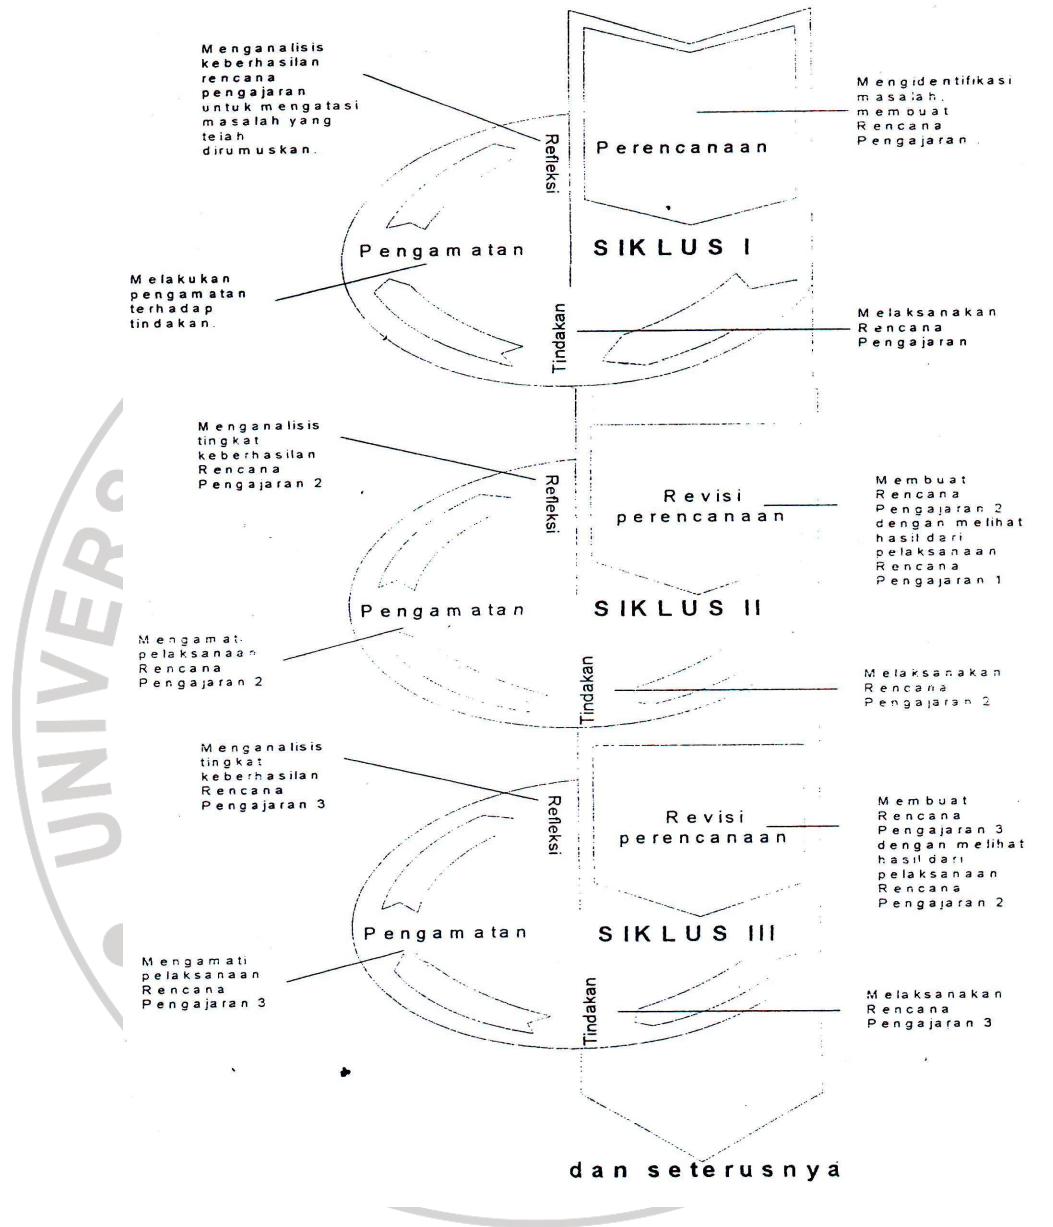 Menganalisis
keberhasilan
rencana
pengajaran
untuk mengatasi
masalah yang
telah
dirumuskan.
Refleksi
Perencanaan
Mengidentifikasi
masalah,
membuat
Rencana
Pengajaran.
Pengamatan
SIKLUS I
Melakukan
pengamatan
terhadap
tindakan.
Tindakan
Melaksanakan
Rencana
Pengajaran
Menganalisis
tingkat
keberhasilan
Rencana
Pengajaran 2
Refleksi
Revisi
perencanaan
Membuat
Rencana
Pengajaran 2
dengan melihat
hasil dari
pelaksanaan
Rencana
Pengajaran 1
Pengamatan
SIKLUS II
Mengamati
pelaksanaan
Rencana
Pengajaran 2
Tindakan
Melaksanakan
Rencana
Pengajaran 2
Menganalisis
tingkat
keberhasilan
Rencana
Pengajaran 3
Refleksi
Revisi
perencanaan
Membuat
Rencana
Pengajaran 3
dengan melihat
hasil dari
pelaksanaan
Rencana
Pengajaran 2
Pengamatan
SIKLUS III
Mengamati
pelaksanaan
Rencana
Pengajaran 3
Tindakan
Melaksanakan
Rencana
Pengajaran 3
dan seterusnya